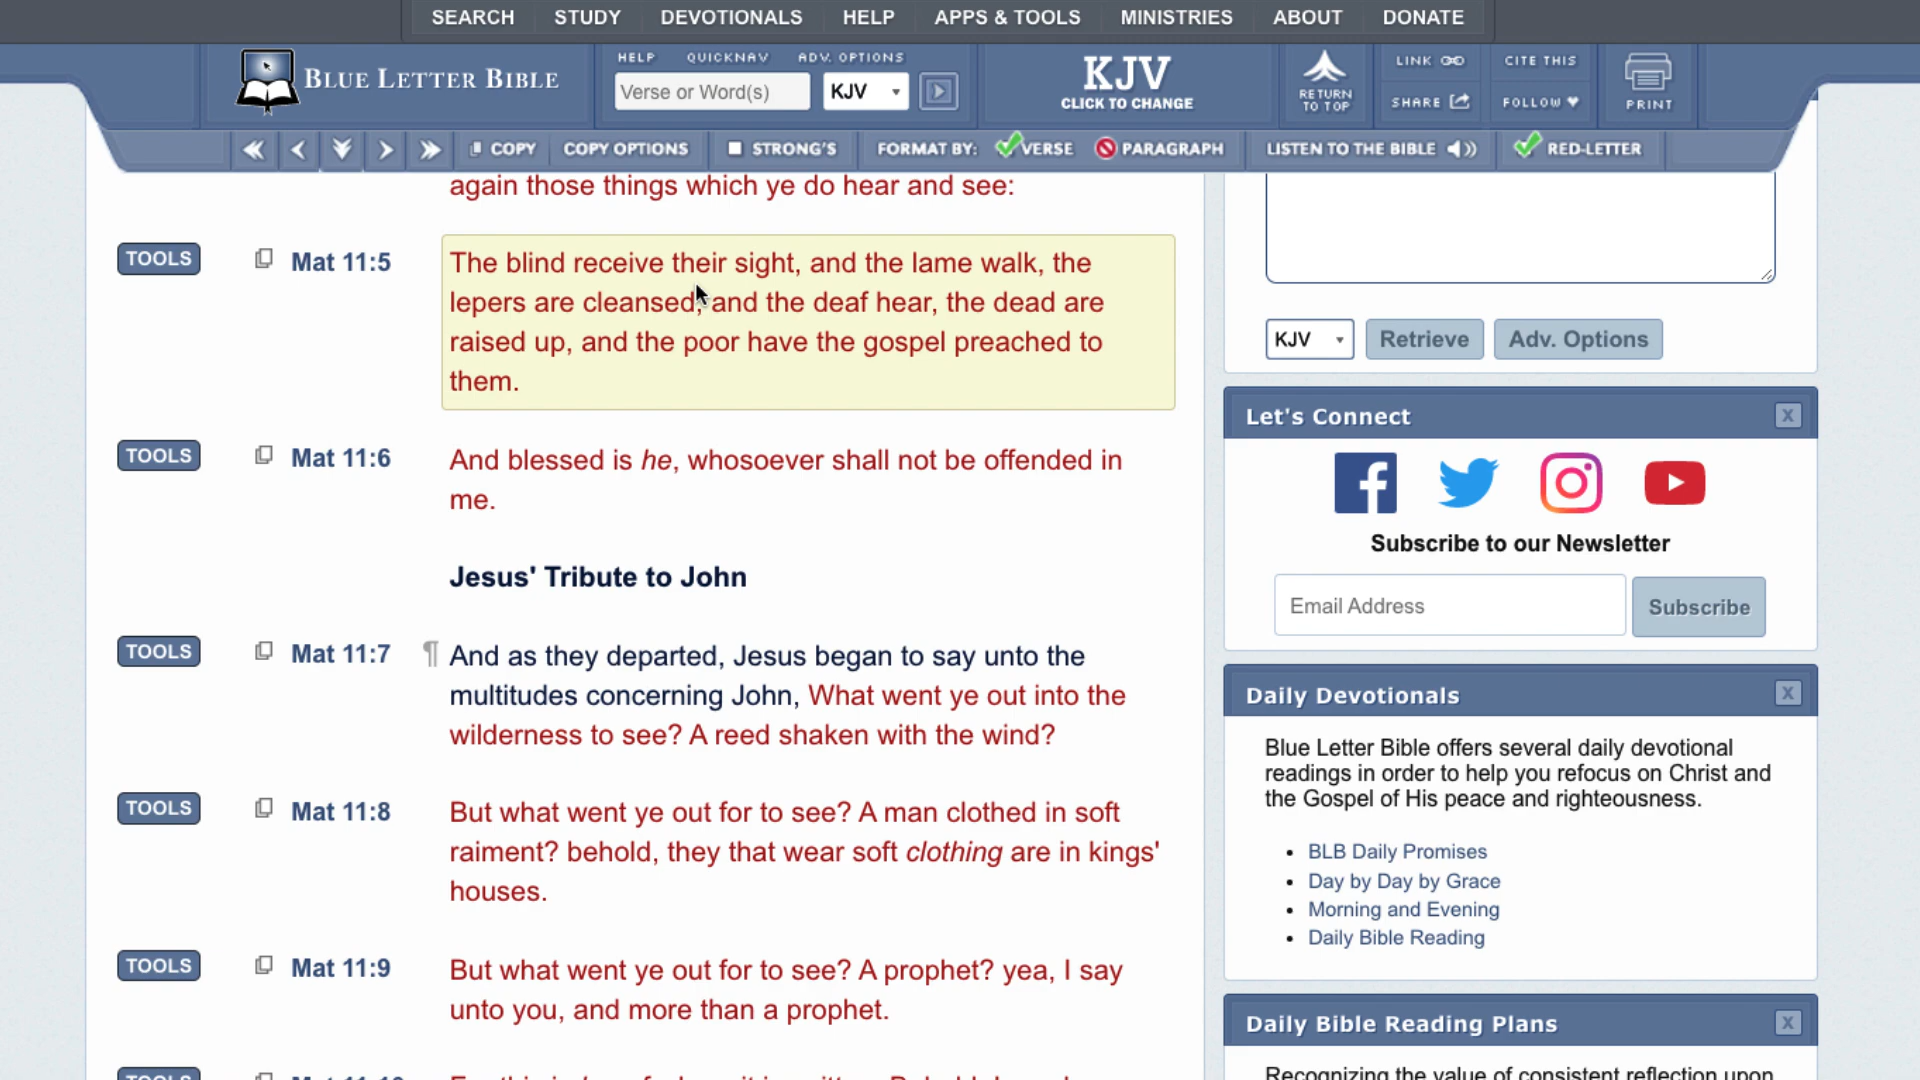 SEARCH STUDY DEVOTIONALS HELP APPS & TOOLS MINISTRIES ABOUT DONATE
BLUE LETTER BIBLE
HELP QUICKNAV ADV. OPTIONS
Verse or Word(s) KJV
KJV
CLICK TO CHANGE
RETURN
TO TOP
LINK
SHARE
CITE THIS
FOLLOW
PRINT
COPY COPY OPTIONS STRONG'S FORMAT BY: VERSE PARAGRAPH LISTEN TO THE BIBLE RED-LETTER
again those things which ye do hear and see:
TOOLS Mat 11:5 The blind receive their sight, and the lame walk, the
lepers are cleansed, and the deaf hear, the dead are
raised up, and the poor have the gospel preached to
them.
TOOLS Mat 11:6 And blessed is he, whosoever shall not be offended in
me.
Jesus' Tribute to John
TOOLS Mat 11:7 ¶ And as they departed, Jesus began to say unto the
multitudes concerning John, What went ye out into the
wilderness to see? A reed shaken with the wind?
TOOLS Mat 11:8 But what went ye out for to see? A man clothed in soft
raiment? behold, they that wear soft clothing are in kings'
houses.
TOOLS Mat 11:9 But what went ye out for to see? A prophet? yea, I say
unto you, and more than a prophet.
KJV Retrieve Adv. Options
Let's Connect X
Subscribe to our Newsletter
Email Address Subscribe
Daily Devotionals X
Blue Letter Bible offers several daily devotional
readings in order to help you refocus on Christ and
the Gospel of His peace and righteousness.
• BLB Daily Promises
• Day by Day by Grace
• Morning and Evening
• Daily Bible Reading
Daily Bible Reading Plans X
Recognizing the value of consistent reflection upon